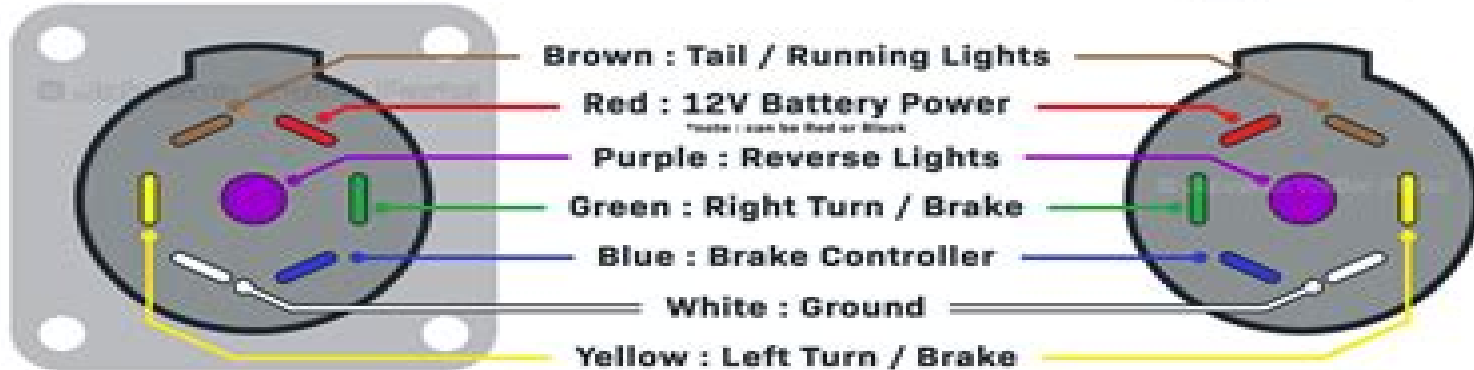 Brown : Tail / Running Lights
Red : 12V Battery Power
*note : can be Red or Black
Purple : Reverse Lights
Green : Right Turn / Brake
Blue : Brake Controller
White : Ground
Yellow : Left Turn / Brake